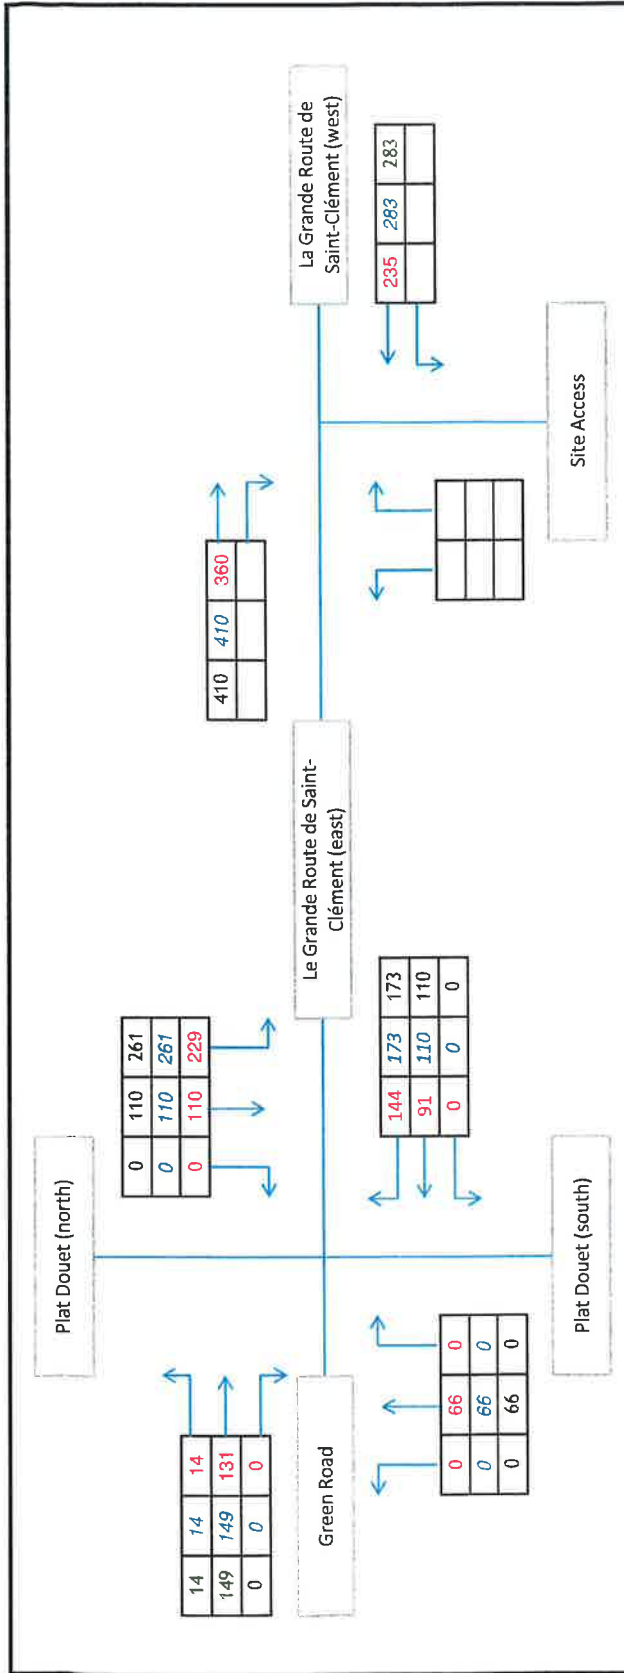 Plat Douet (north)
0 110 261
0 110 261
0 110 229
14 14 14
149 149 131
0 0 0
410 410 360
Green Road
Le Grande Route de Saint-
Clément (east)
La Grande Route de
Saint-Clément (west)
144 173 173
91 110 110
0 0 0
235 283 283
0 66 0
0 66 0
0 66 0
Plat Douet (south)
Site Access